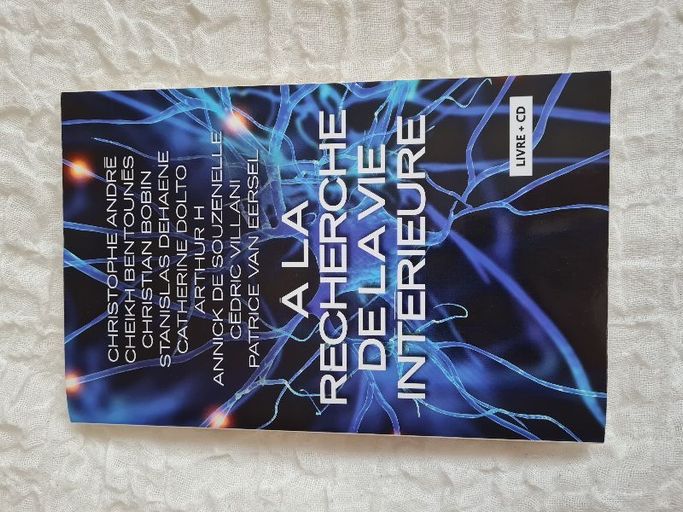 CHRISTOPHE ANDRÉ
CHEIKH BENTOUNÈS
CHRISTIAN BOBIN
STANISLAS DEHAENE
CATHERINE DOLTO
ARTHUR H
ANNICK DE SOUZENELLE
CÉDRIC VILLANI
PATRICE VAN EERSEL
A LA
RECHERCHE
DE LA VIE
INTÉRIEURE
LIVRE + CD